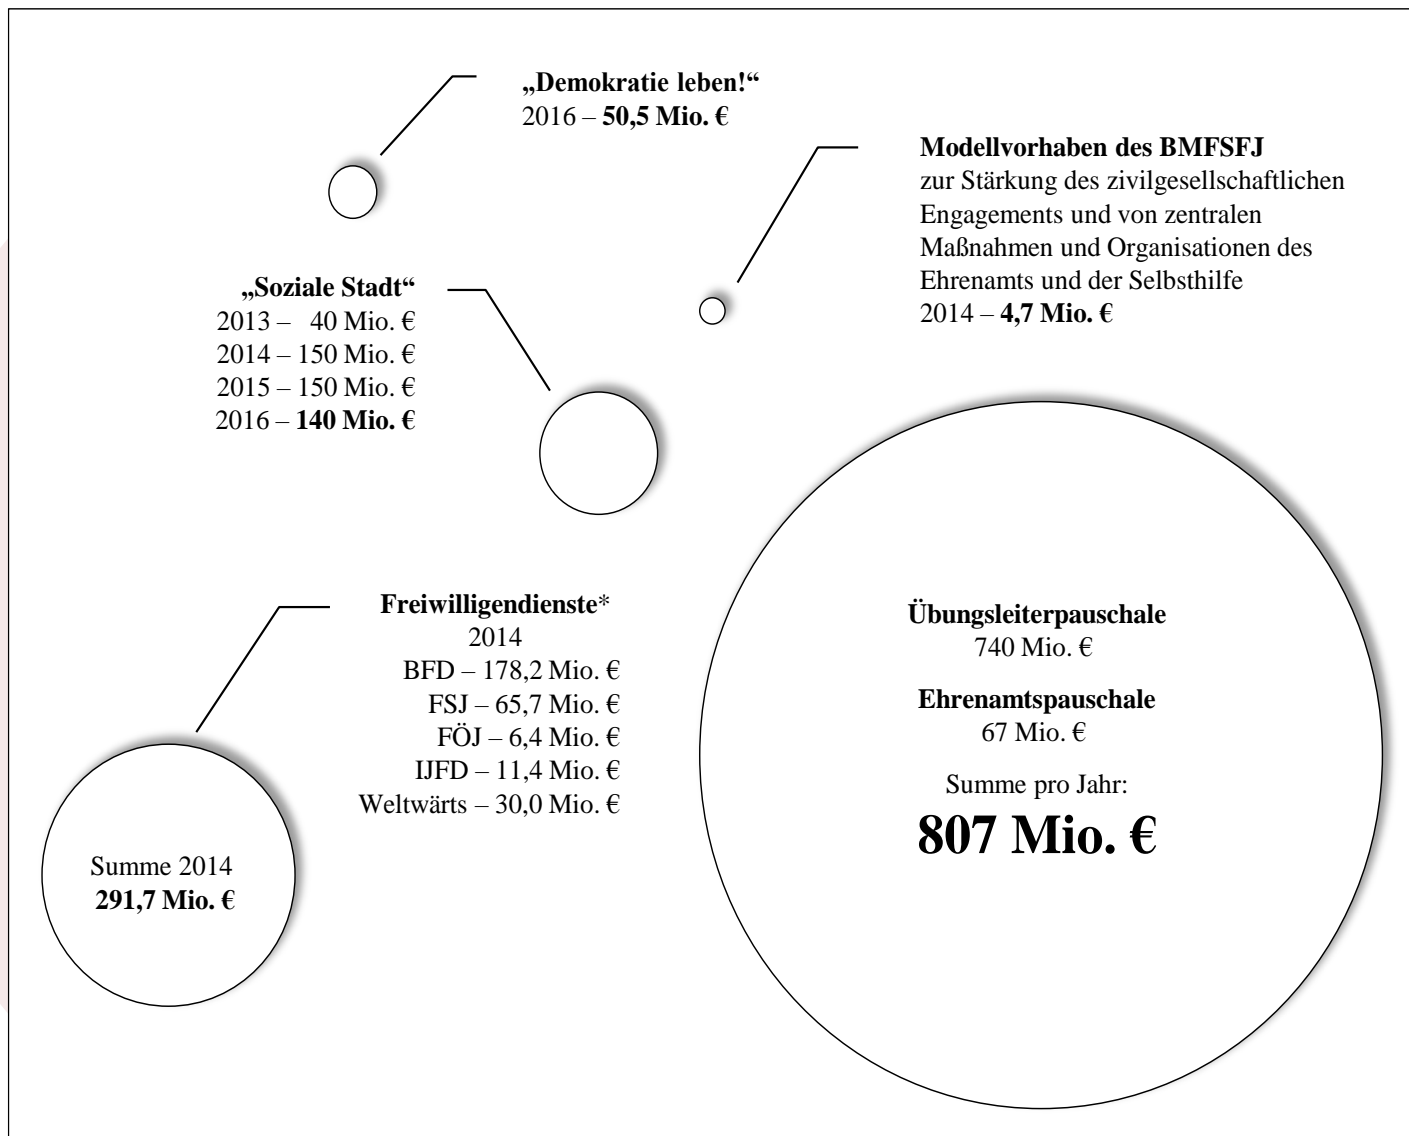 „Demokratie leben!“
2016 – 50,5 Mio. €
Modellvorhaben des BMFSFJ
zur Stärkung des zivilgesellschaftlichen
Engagements und von zentralen
Maßnahmen und Organisationen des
Ehrenamts und der Selbsthilfe
2014 – 4,7 Mio. €
„Soziale Stadt“
2013 – 40 Mio. €
2014 – 150 Mio. €
2015 – 150 Mio. €
2016 – 140 Mio. €
Freiwilligendienste*
2014
BFD – 178,2 Mio. €
FSJ – 65,7 Mio. €
FÖJ – 6,4 Mio. €
IJFD – 11,4 Mio. €
Weltwärts – 30,0 Mio. €
Summe 2014
291,7 Mio. €
Übungsleiterpauschale
740 Mio. €
Ehrenamtspauschale
67 Mio. €
Summe pro Jahr:
807 Mio. €